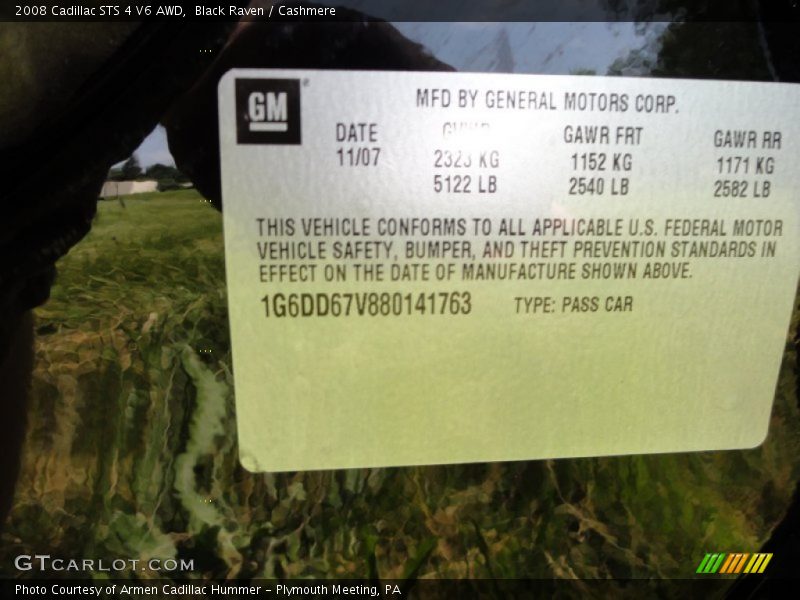 2008 Cadillac STS 4 V6 AWD, Black Raven / Cashmere
GM
MFD BY GENERAL MOTORS CORP.
DATE GVWR GAWR FRT GAWR RR
11/07 2323 KG 1152 KG 1171 KG
5122 LB 2540 LB 2582 LB
THIS VEHICLE CONFORMS TO ALL APPLICABLE U.S. FEDERAL MOTOR
VEHICLE SAFETY, BUMPER, AND THEFT PREVENTION STANDARDS IN
EFFECT ON THE DATE OF MANUFACTURE SHOWN ABOVE.
1G6DD67V880141763 TYPE: PASS CAR
GTCARLOT.COM
Photo Courtesy of Armen Cadillac Hummer - Plymouth Meeting, PA